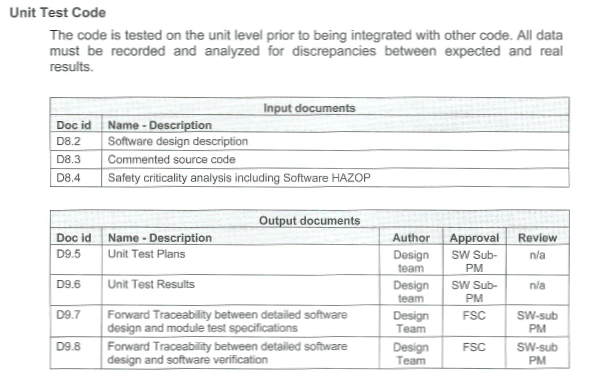 Unit Test Code
The code is tested on the unit level prior to being integrated with other code. All data
must be recorded and analyzed for discrepancies between expected and real
results.
Input documents
Doc id Name - Description
D8.2 Software design description
D8.3 Commented source code
D8.4 Safety criticality analysis including Software HAZOP
Output documents
Doc id Name - Description Author Approval Review
D9.5 Unit Test Plans Design SW Sub- n/a
team PM
D9.6 Unit Test Results Design SW Sub- n/a
team PM
D9.7 Forward Traceability between detailed software Design FSC SW-sub
design and module test specifications Team PM
D9.8 Forward Traceability between detailed software Design FSC SW-sub
design and software verification Team PM